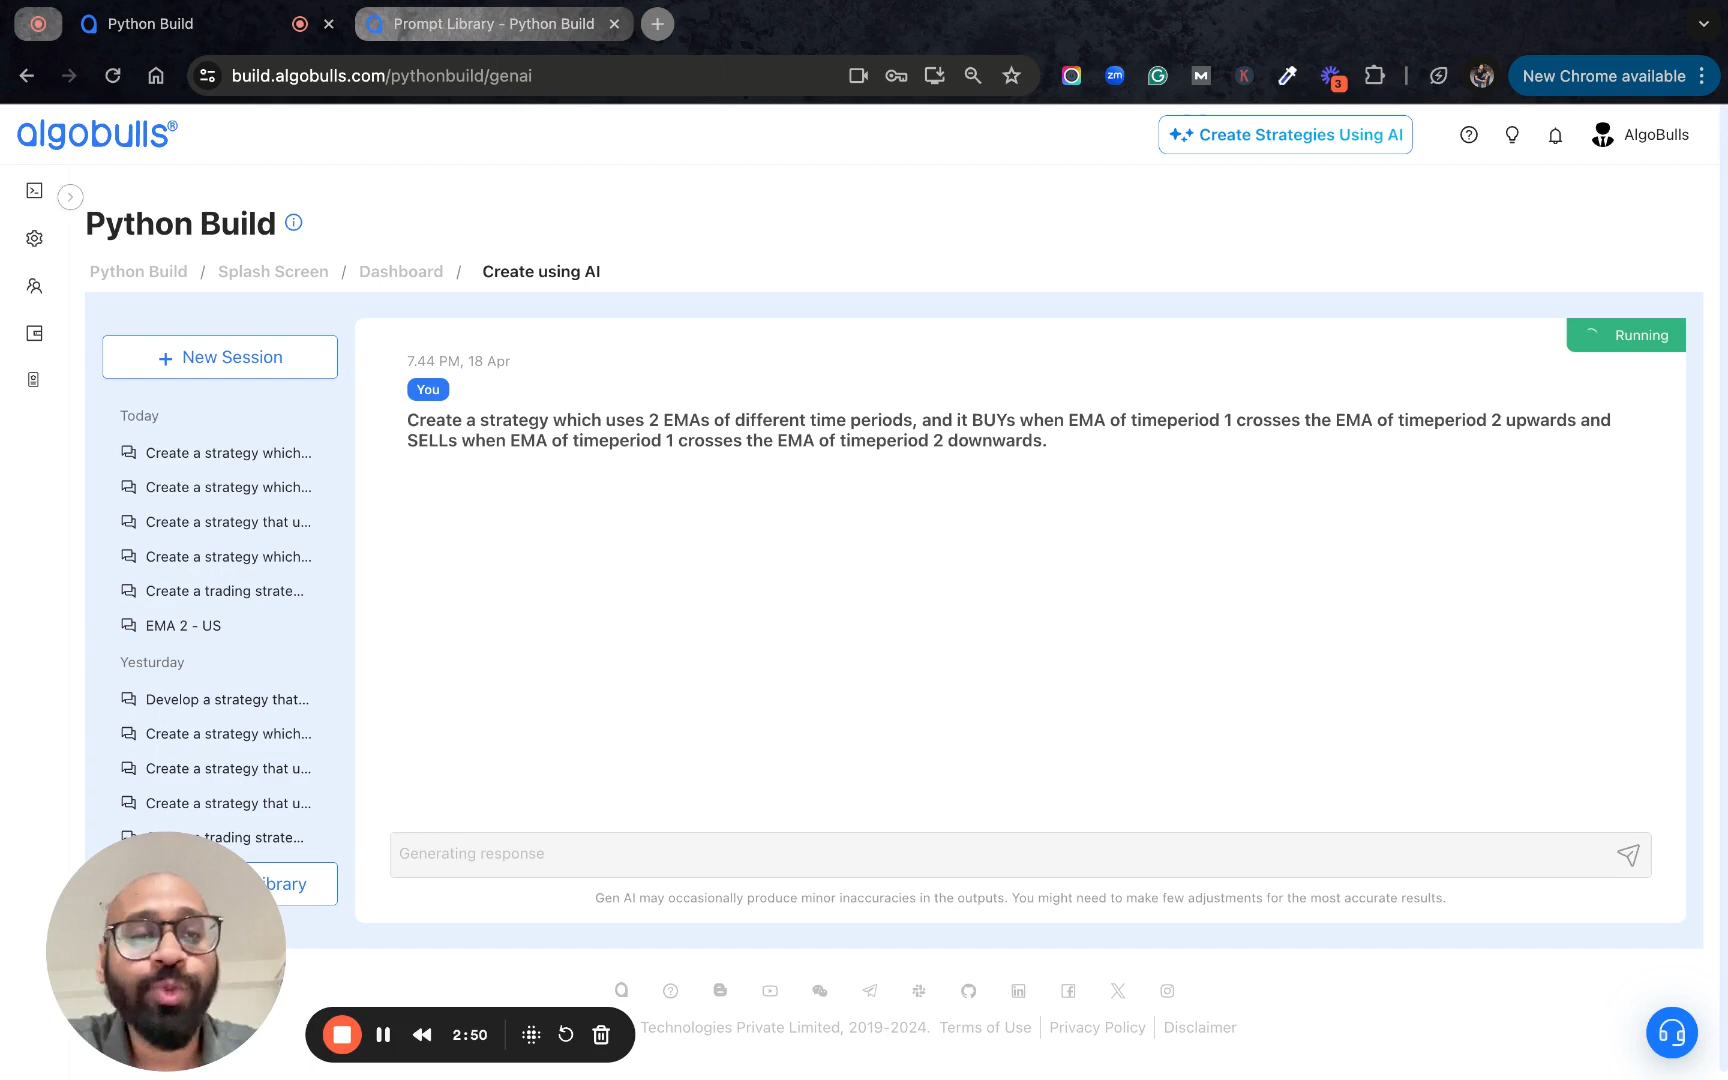 Python Build
Prompt Library - Python Build
build.algobulls.com/pythonbuild/genai
zm
M
K
3
New Chrome available
algobulls®
Create Strategies Using AI
AlgoBulls
Python Build
Python Build / Splash Screen / Dashboard / Create using AI
+ New Session
Running
7.44 PM, 18 Apr
You
Create a strategy which uses 2 EMAs of different time periods, and it BUYs when EMA of timeperiod 1 crosses the EMA of timeperiod 2 upwards and
SELLs when EMA of timeperiod 1 crosses the EMA of timeperiod 2 downwards.
Today
Create a strategy which...
Create a strategy which...
Create a strategy that u...
Create a strategy which...
Create a trading strate...
EMA 2 - US
Yesturday
Develop a strategy that...
Create a strategy which...
Create a strategy that u...
Create a strategy that u...
trading strate...
Generating response
Gen AI may occasionally produce minor inaccuracies in the outputs. You might need to make few adjustments for the most accurate results.
2:50
Technologies Private Limited, 2019-2024. Terms of Use | Privacy Policy | Disclaimer